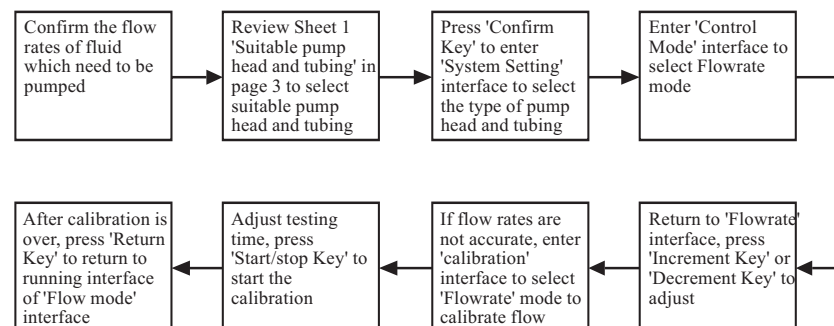 Confirm the flow
rates of fluid
which need to be
pumped
Review Sheet 1
'Suitable pump
head and tubing' in
page 3 to select
suitable pump
head and tubing
Press 'Confirm
Key' to enter
'System Setting'
interface to select
the type of pump
head and tubing
Enter 'Control
Mode' interface to
select Flowrate
mode
Return to 'Flowrate'
interface, press
'Increment Key' or
'Decrement Key' to
adjust
If flow rates are
not accurate, enter
'calibration'
interface to select
'Flowrate' mode to
calibrate flow
Adjust testing
time, press
'Start/stop Key' to
start the
calibration
After calibration is
over, press 'Return
Key' to return to
running interface
of 'Flow mode'
interface